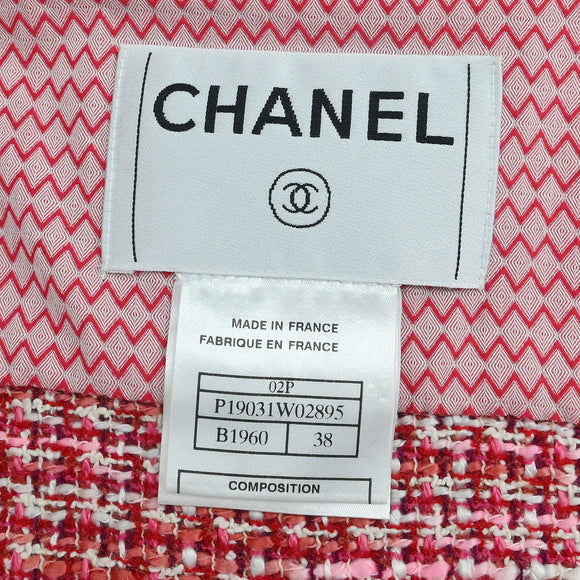 CHANEL
MADE IN FRANCE
FABRIQUE EN FRANCE
02P
P19031W02895
B1960 38
COMPOSITION